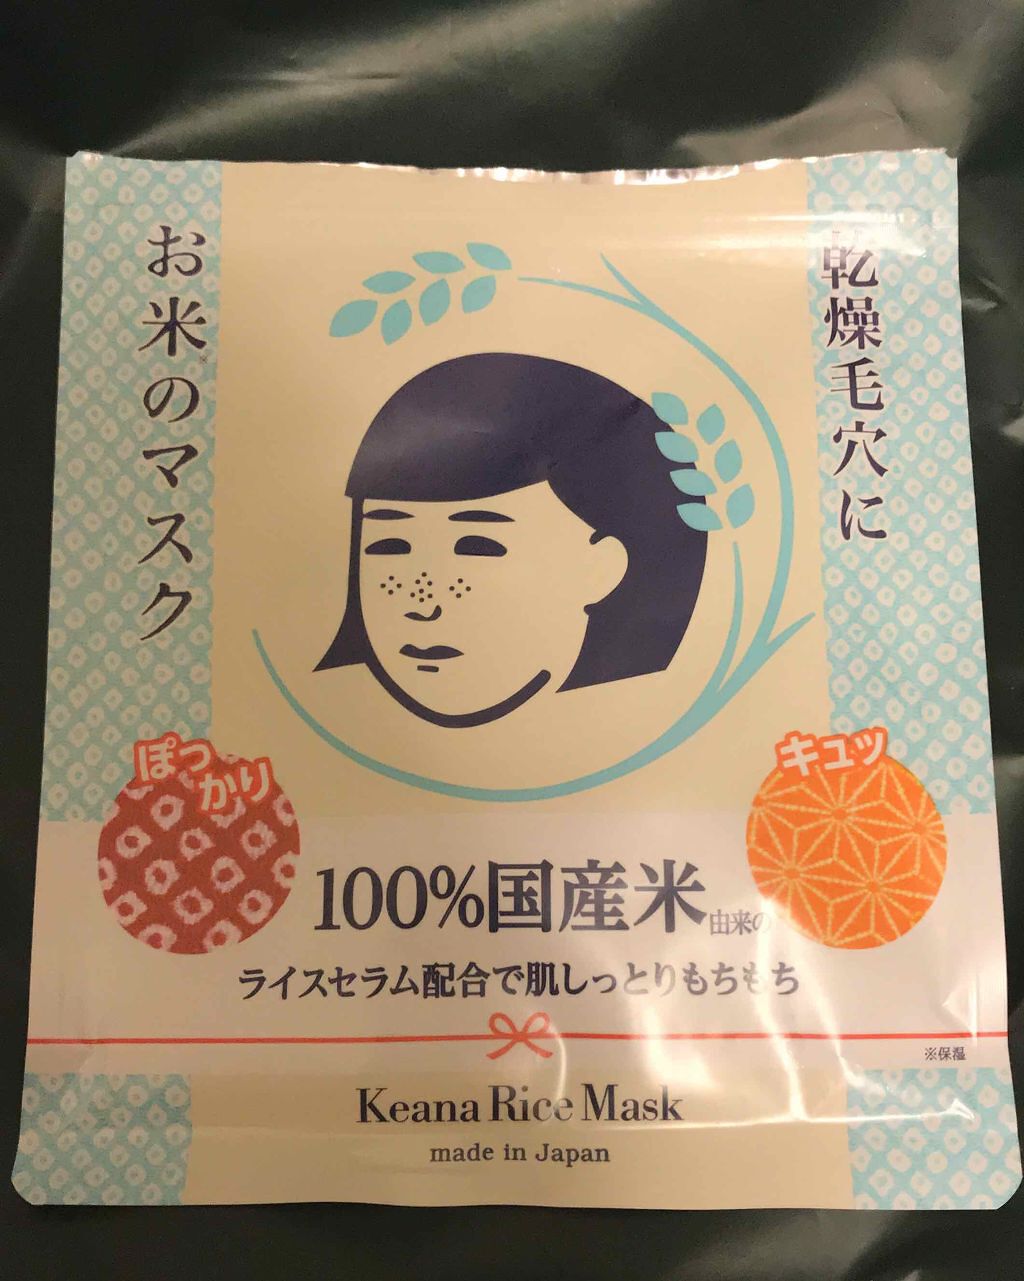 乾燥毛穴に
お米※のマスク
ぽっかり
キュッ
100%国産米由来の
ライスセラム配合で肌しっとりもちもち
※保湿
Keana Rice Mask
made in Japan